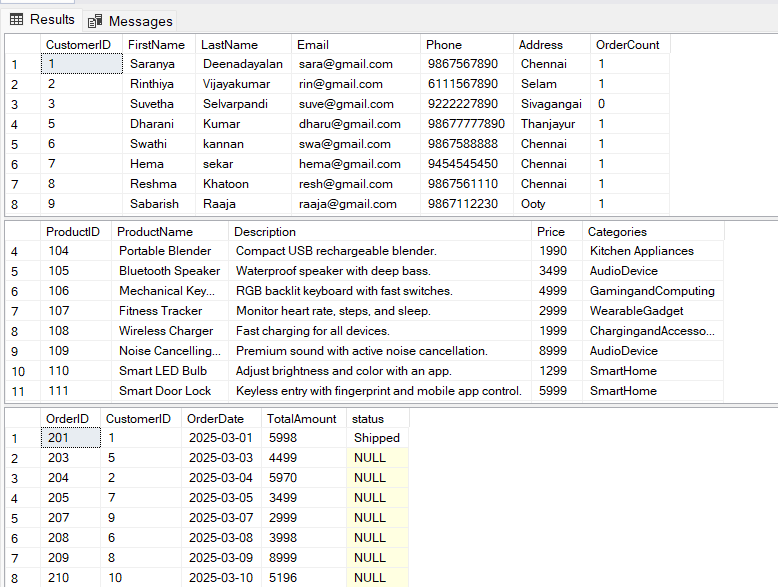 Results Messages
CustomerID FirstName LastName Email Phone Address OrderCount
1 1 Saranya Deenadayalan sara@gmail.com 9867567890 Chennai 1
2 2 Rinthiya Vijayakumar rin@gmail.com 6111567890 Selam 1
3 3 Suvetha Selvarpandi suve@gmail.com 9222227890 Sivagangai 0
4 5 Dharani Kumar dharu@gmail.com 98677777890 Thanjayur 1
5 6 Swathi kannan swa@gmail.com 9867588888 Chennai 1
6 7 Hema sekar hema@gmail.com 9454545450 Chennai 1
7 8 Reshma Khatoon resh@gmail.com 9867561110 Chennai 1
8 9 Sabarish Raaja raaja@gmail.com 9867112230 Ooty 1
ProductID ProductName Description Price Categories
4 104 Portable Blender Compact USB rechargeable blender. 1990 Kitchen Appliances
5 105 Bluetooth Speaker Waterproof speaker with deep bass. 3499 AudioDevice
6 106 Mechanical Key... RGB backlit keyboard with fast switches. 4999 GamingandComputing
7 107 Fitness Tracker Monitor heart rate, steps, and sleep. 2999 WearableGadget
8 108 Wireless Charger Fast charging for all devices. 1999 ChargingandAccesso...
9 109 Noise Cancelling... Premium sound with active noise cancellation. 8999 AudioDevice
10 110 Smart LED Bulb Adjust brightness and color with an app. 1299 SmartHome
11 111 Smart Door Lock Keyless entry with fingerprint and mobile app control. 5999 SmartHome
OrderID CustomerID OrderDate TotalAmount status
1 201 1 2025-03-01 5998 Shipped
2 203 5 2025-03-03 4499 NULL
3 204 2 2025-03-04 5970 NULL
4 205 7 2025-03-05 3499 NULL
5 207 9 2025-03-07 2999 NULL
6 208 6 2025-03-08 3998 NULL
7 209 8 2025-03-09 8999 NULL
8 210 10 2025-03-10 5196 NULL